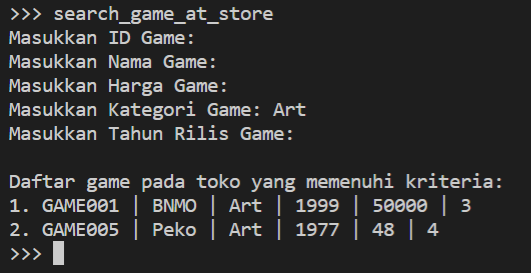 >>> search_game_at_store
Masukkan ID Game:
Masukkan Nama Game:
Masukkan Harga Game:
Masukkan Kategori Game: Art
Masukkan Tahun Rilis Game:
Daftar game pada toko yang memenuhi kriteria:
1. GAME001 | BNMO | Art | 1999 | 50000 | 3
2. GAME005 | Peko | Art | 1977 | 48 | 4
>>>